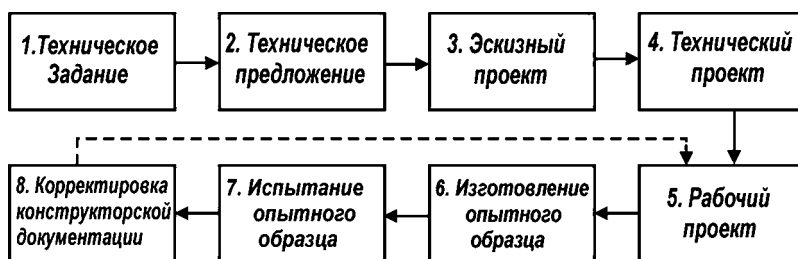 1.Техническое
Задание
2. Техническое
предложение
3. Эскизный
проект
4. Технический
проект
5. Рабочий
проект
6. Изготовление
опытного
образца
7. Испытание
опытного
образца
8. Корректировка
конструкторской
документации